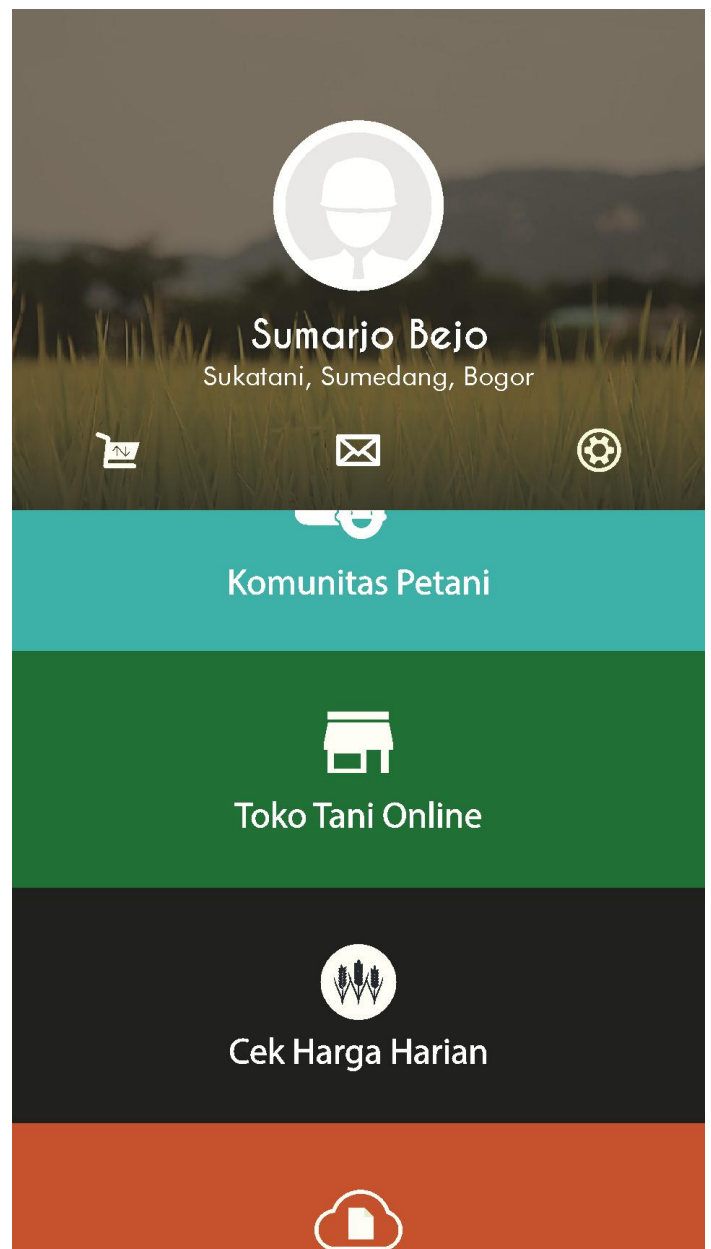 Sumarjo Bejo
Sukatani, Sumedang, Bogor
Komunitas Petani
Toko Tani Online
Cek Harga Harian